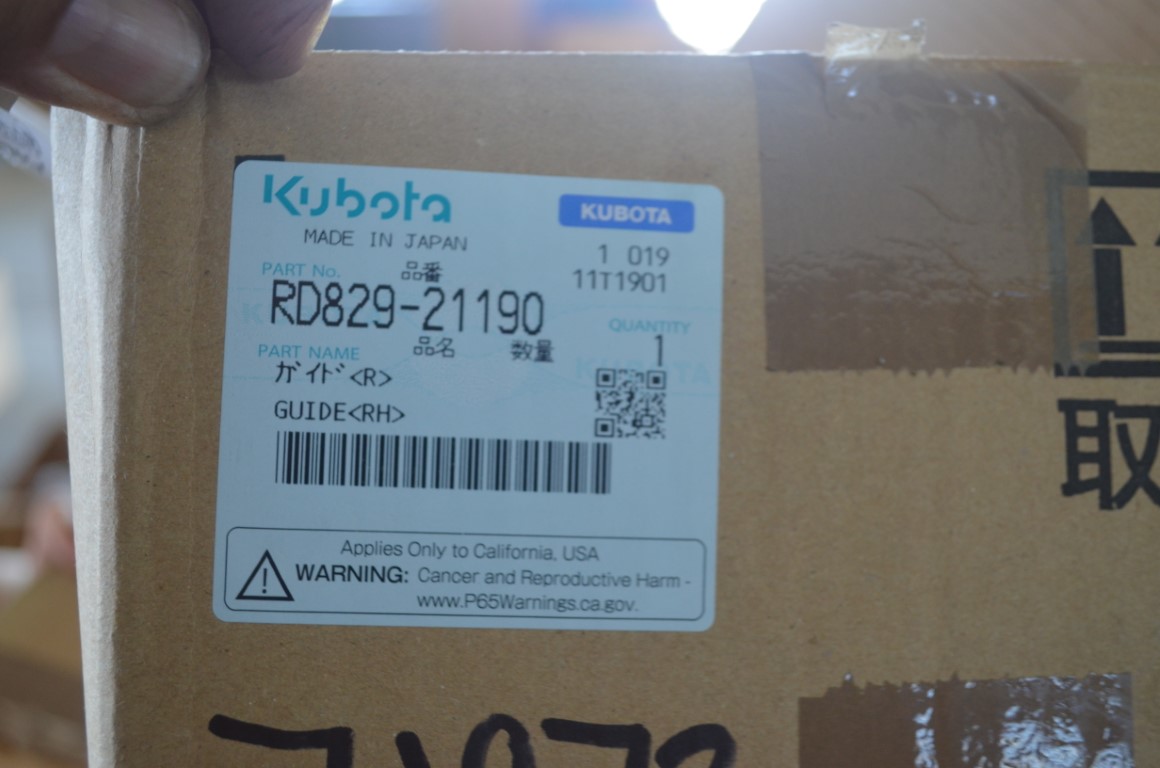 Kubota
KUBOTA
MADE IN JAPAN
1 019
11T1901
PART No. 品番
RD829-21190
QUANTITY
PART NAME 品名 数量
1
ガイド<R>
GUIDE<RH>
Applies Only to California, USA
WARNING: Cancer and Reproductive Harm -
www.P65Warnings.ca.gov.
取